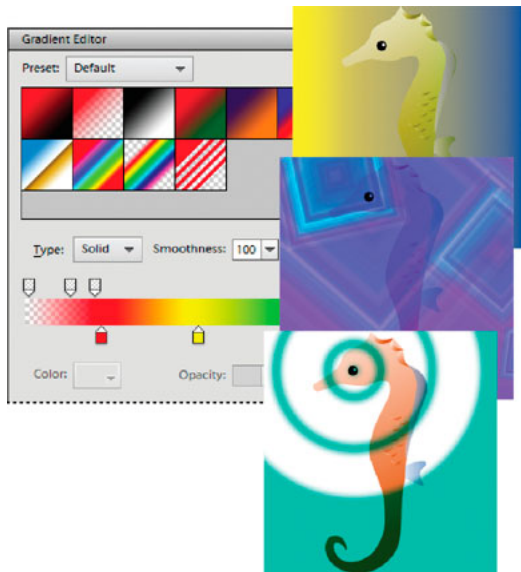 Gradient Editor
Preset: Default
Type: Solid Smoothness: 100
Color: Opacity: